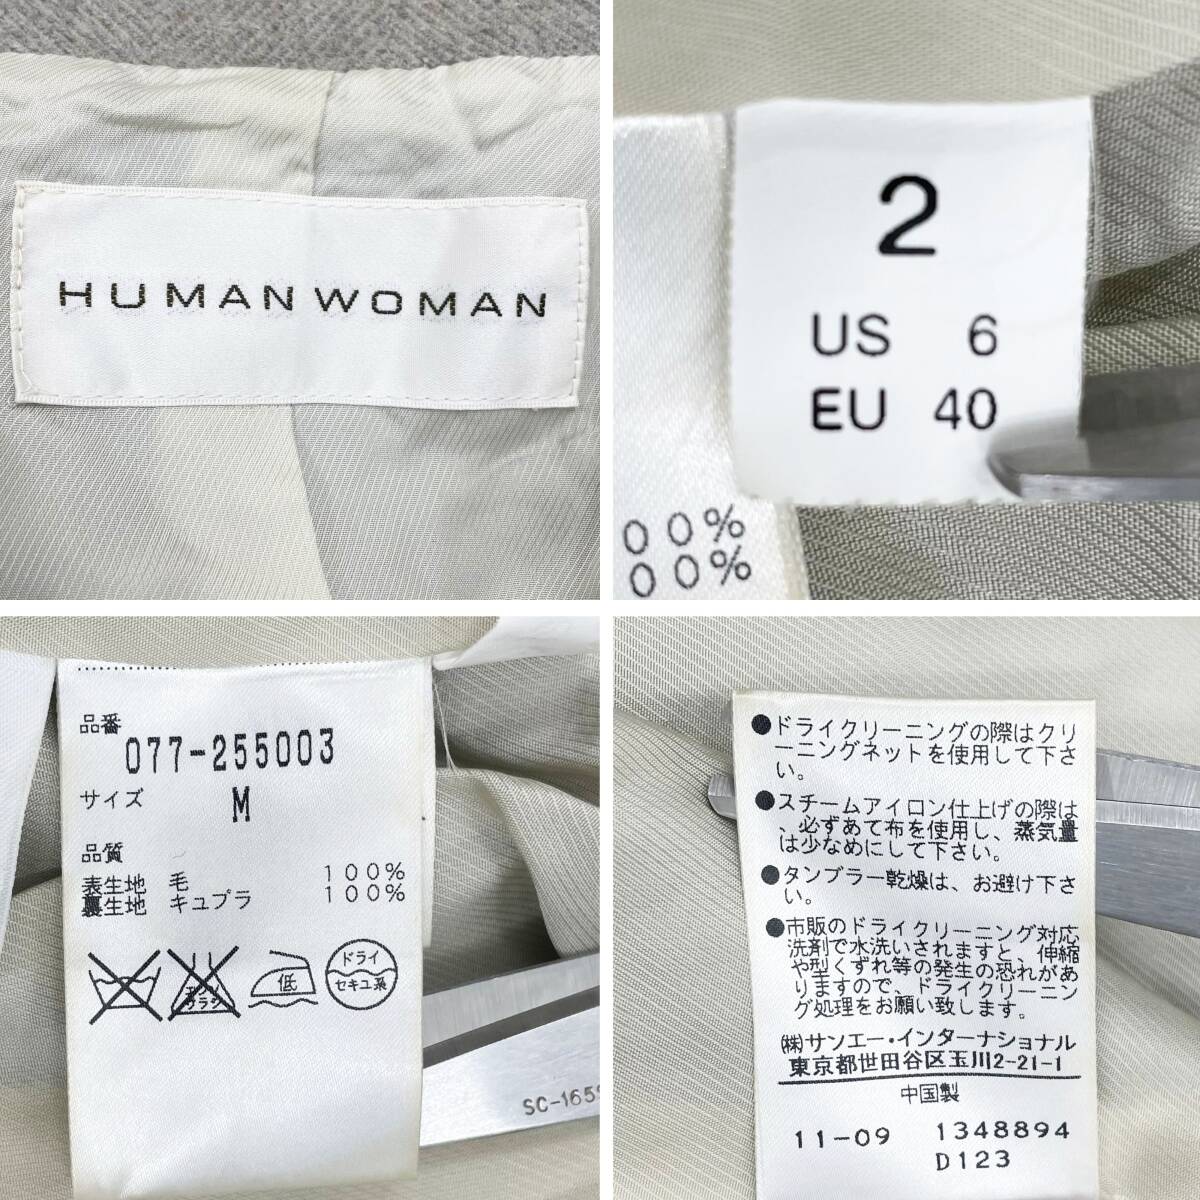 HUMAN WOMAN
2
US 6
EU 40
00%
00%
品番
077-255003
サイズ M
品質
表生地 毛 100%
裏生地 キュプラ 100%
エンソ
サラシ
低
ドライ
セキユ系
SC-165S
●ドライクリーニングの際はクリ
ーニングネットを使用して下さ
い。
●スチームアイロン仕上げの際は
、必ずあて布を使用し、蒸気量
は少なめにして下さい。
●タンブラー乾燥は、お避け下さ
い。
●市販のドライクリーニング対応
洗剤で水洗いされますと、伸縮
や型くずれ等の発生の恐れがあ
りますので、ドライクリーニン
グ処理をお願い致します。
㈱サンエー・インターナショナル
東京都世田谷区玉川2-21-1
中国製
11-09 1348894
D123